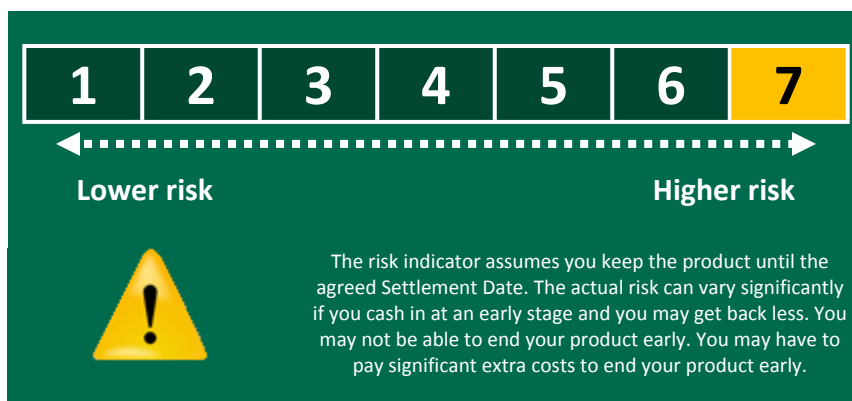 1 2 3 4 5 6 7
Lower risk Higher risk
The risk indicator assumes you keep the product until the
agreed Settlement Date. The actual risk can vary significantly
if you cash in at an early stage and you may get back less. You
may not be able to end your product early. You may have to
pay significant extra costs to end your product early.